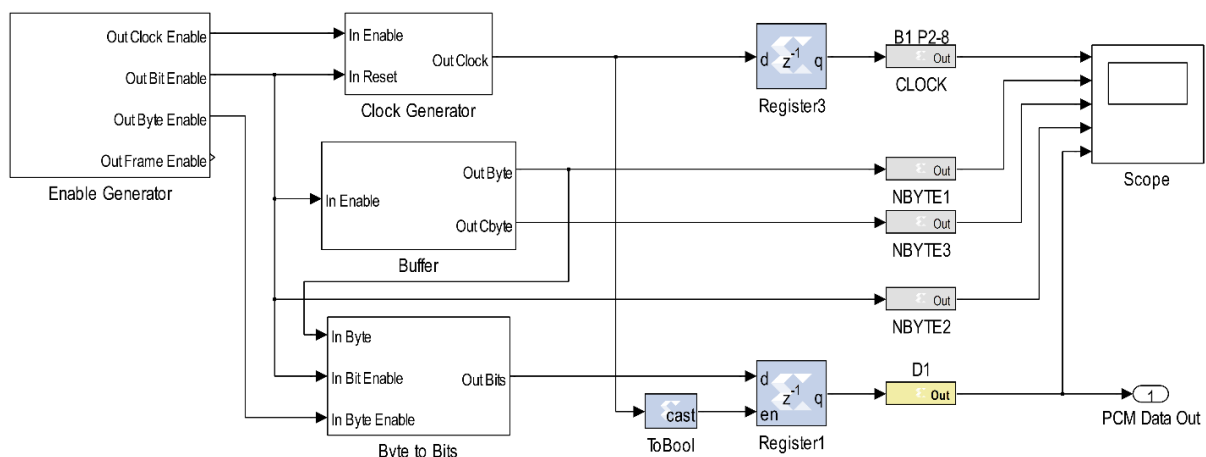 Out Clock Enable
Out Bit Enable
Out Byte Enable
Out Frame Enable
Enable Generator
In Enable
In Reset
Out Clock
Clock Generator
d z-1 q
Register3
B1 P2-8
Out
CLOCK
Scope
In Enable
Out Byte
Out Cbyte
Buffer
Out
NBYTE1
Out
NBYTE3
Out
NBYTE2
In Byte
In Bit Enable
In Byte Enable
Out Bits
Byte to Bits
cast
ToBool
d
z-1 q
en
Register1
D1
Out
1
PCM Data Out